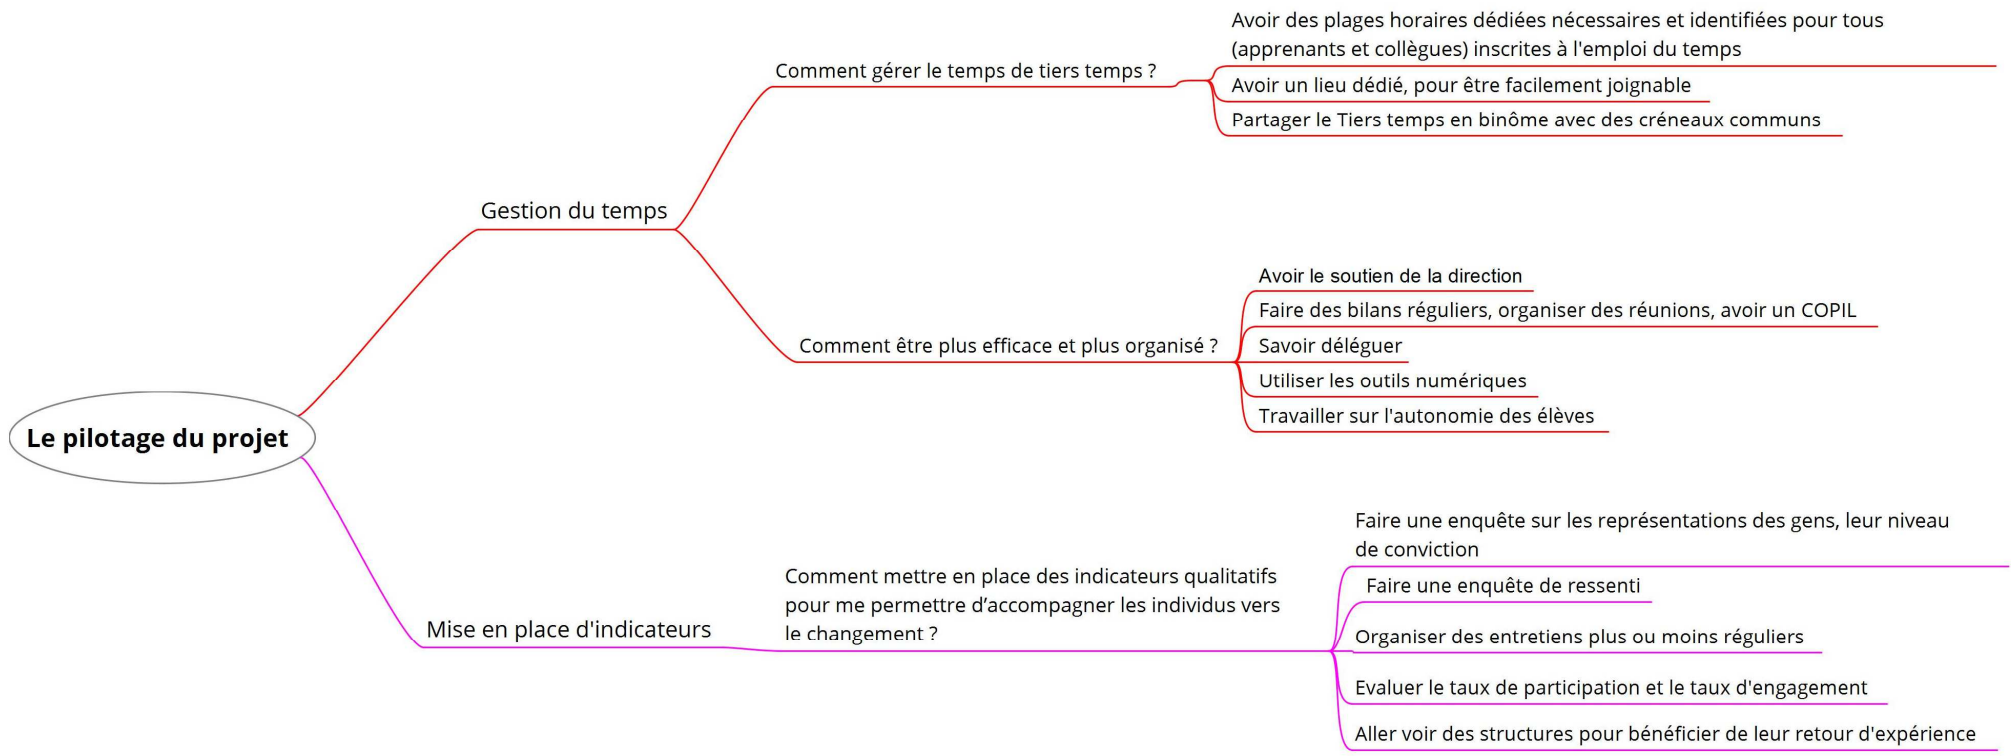 Le pilotage du projet
Gestion du temps
Comment gérer le temps de tiers temps ?
Avoir des plages horaires dédiées nécessaires et identifiées pour tous
(apprenants et collègues) inscrites à l'emploi du temps
Avoir un lieu dédié, pour être facilement joignable
Partager le Tiers temps en binôme avec des créneaux communs
Comment être plus efficace et plus organisé ?
Avoir le soutien de la direction
Faire des bilans réguliers, organiser des réunions, avoir un COPIL
Savoir déléguer
Utiliser les outils numériques
Travailler sur l'autonomie des élèves
Mise en place d'indicateurs
Comment mettre en place des indicateurs qualitatifs
pour me permettre d’accompagner les individus vers
le changement ?
Faire une enquête sur les représentations des gens, leur niveau
de conviction
Faire une enquête de ressenti
Organiser des entretiens plus ou moins réguliers
Evaluer le taux de participation et le taux d'engagement
Aller voir des structures pour bénéficier de leur retour d'expérience